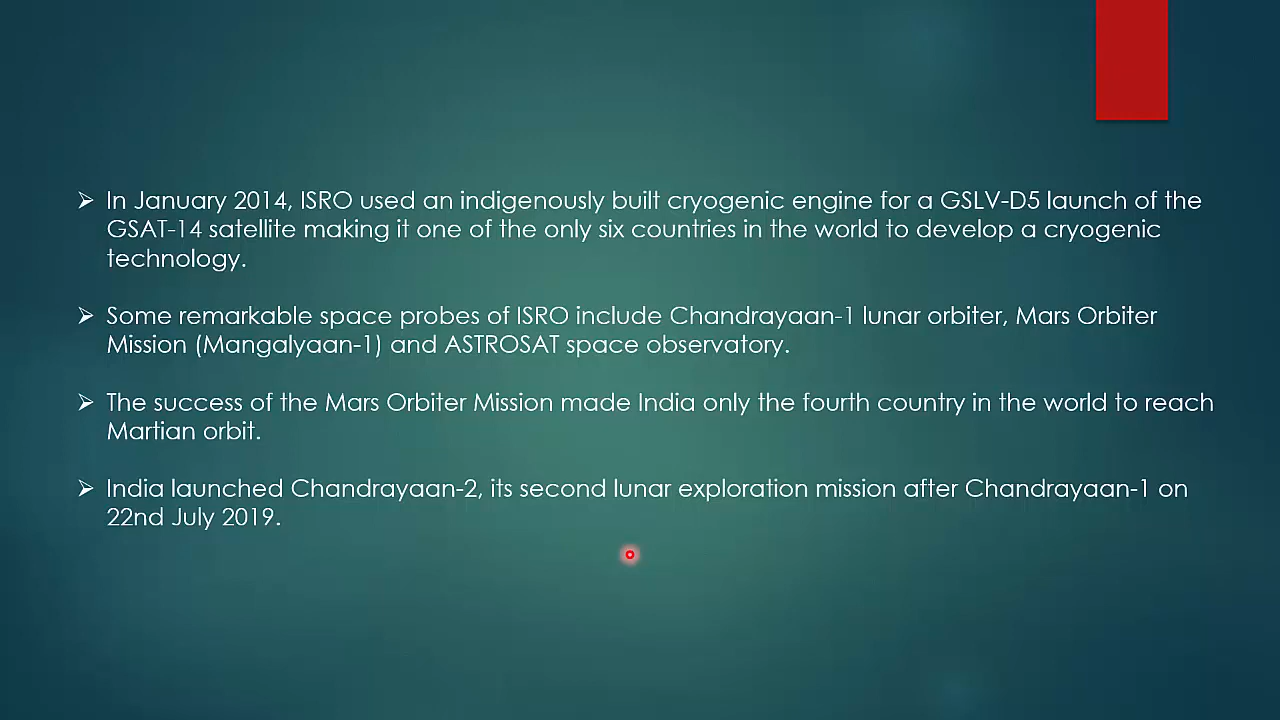 In January 2014, ISRO used an indigenously built cryogenic engine for a GSLV-D5 launch of the
GSAT-14 satellite making it one of the only six countries in the world to develop a cryogenic
technology.
Some remarkable space probes of ISRO include Chandrayaan-1 lunar orbiter, Mars Orbiter
Mission (Mangalyaan-1) and ASTROSAT space observatory.
The success of the Mars Orbiter Mission made India only the fourth country in the world to reach
Martian orbit.
India launched Chandrayaan-2, its second lunar exploration mission after Chandrayaan-1 on
22nd July 2019.